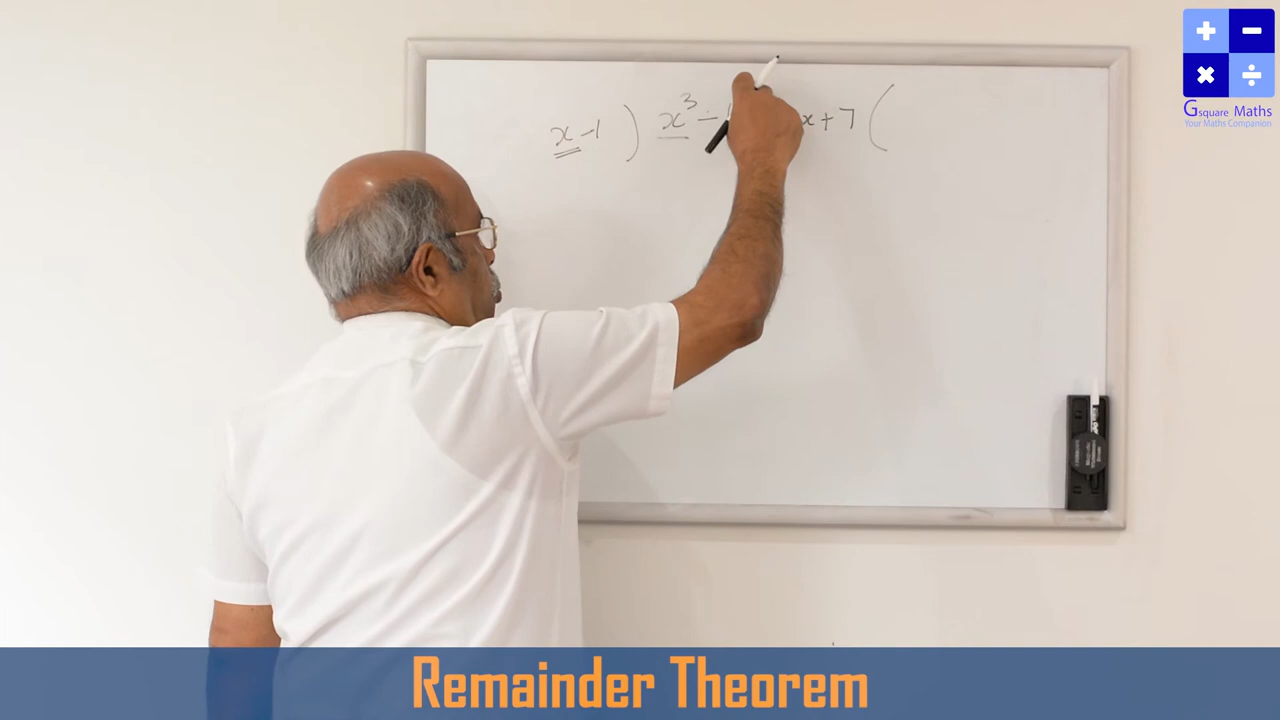 x-1 ) x³ - x + 7 (
+ -
× ÷
Gsquare Maths
Your Maths Companion
Remainder Theorem